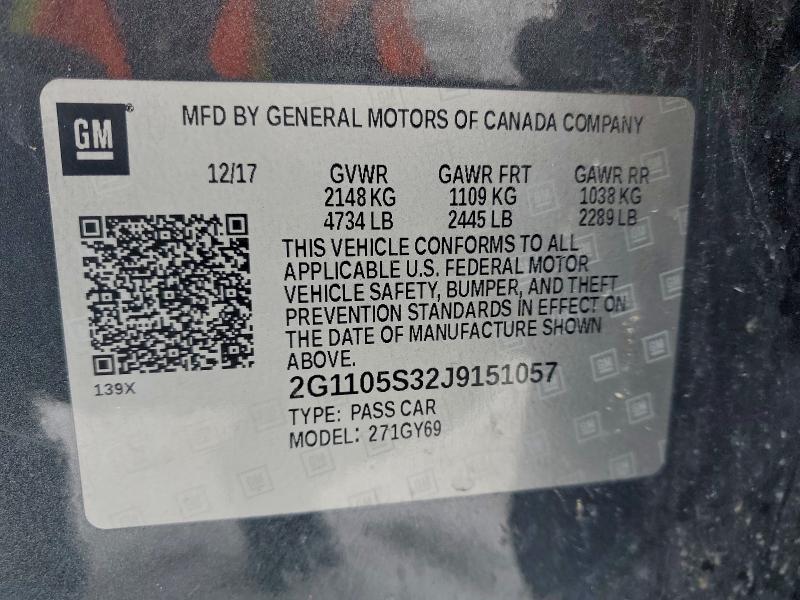 GM
MFD BY GENERAL MOTORS OF CANADA COMPANY
12/17 GVWR GAWR FRT GAWR RR
2148 KG 1109 KG 1038 KG
4734 LB 2445 LB 2289 LB
THIS VEHICLE CONFORMS TO ALL
APPLICABLE U.S. FEDERAL MOTOR
VEHICLE SAFETY, BUMPER, AND THEFT
PREVENTION STANDARDS IN EFFECT ON
THE DATE OF MANUFACTURE SHOWN
ABOVE.
139X
2G1105S32J9151057
TYPE: PASS CAR
MODEL: 271GY69